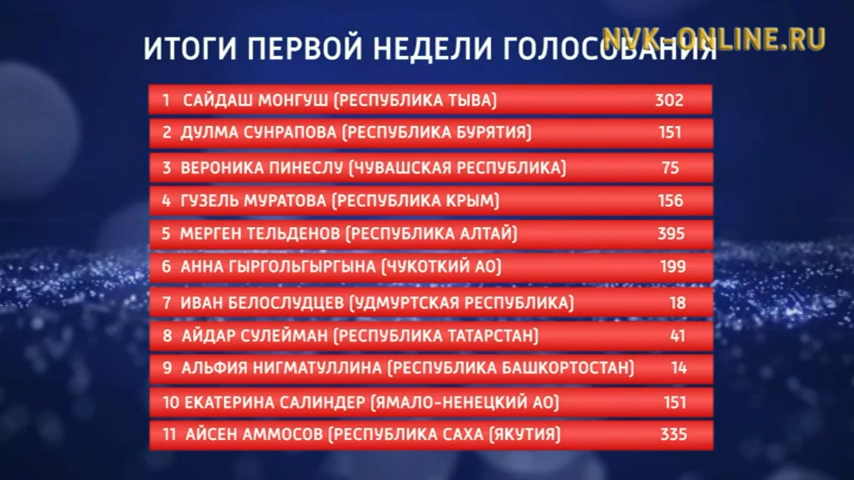 NVK-ONLINE.RU
ИТОГИ ПЕРВОЙ НЕДЕЛИ ГОЛОСОВАНИЯ
1 САЙДАШ МОНГУШ (РЕСПУБЛИКА ТЫВА) 302
2 ДУЛМА СУНРАПОВА (РЕСПУБЛИКА БУРЯТИЯ) 151
3 ВЕРОНИКА ПИНЕСЛУ (ЧУВАШСКАЯ РЕСПУБЛИКА) 75
4 ГУЗЕЛЬ МУРАТОВА (РЕСПУБЛИКА КРЫМ) 156
5 МЕРГЕН ТЕЛЬДЕНОВ (РЕСПУБЛИКА АЛТАЙ) 395
6 АННА ГЫРГОЛЬГЫРГЫНА (ЧУКОТКИЙ АО) 199
7 ИВАН БЕЛОСЛУДЦЕВ (УДМУРТСКАЯ РЕСПУБЛИКА) 18
8 АЙДАР СУЛЕЙМАН (РЕСПУБЛИКА ТАТАРСТАН) 41
9 АЛЬФИЯ НИГМАТУЛЛИНА (РЕСПУБЛИКА БАШКОРТОСТАН) 14
10 ЕКАТЕРИНА САЛИНДЕР (ЯМАЛО-НЕНЕЦКИЙ АО) 151
11 АЙСЕН АММОСОВ (РЕСПУБЛИКА САХА (ЯКУТИЯ) 335